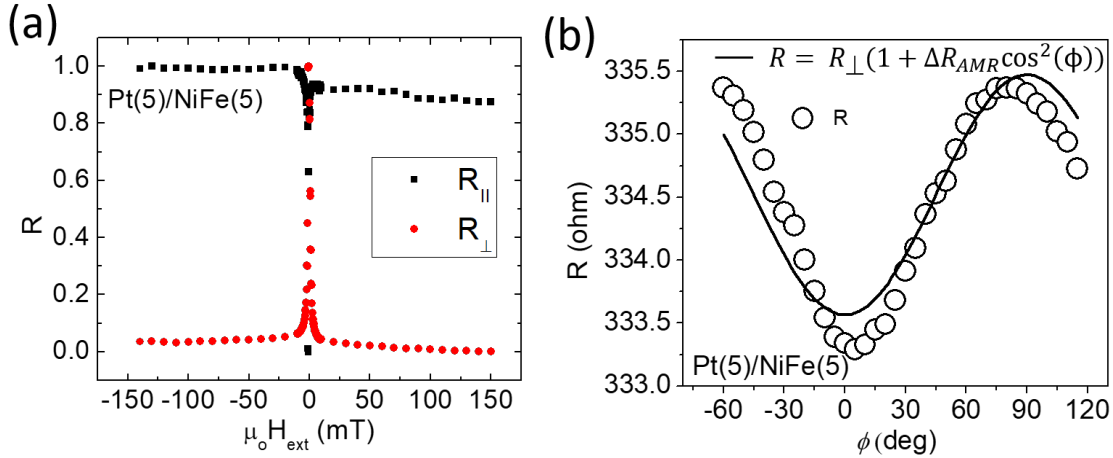 (a)
1.0
0.8
0.6
0.4
0.2
0.0
R
Pt(5)/NiFe(5)
R||
R⊥
-150 -100 -50 0 50 100 150
μoHext (mT)
(b)
R = R⊥(1 + ΔRAMRcos²(ϕ))
R
335.5
335.0
334.5
334.0
333.5
333.0
R (ohm)
Pt(5)/NiFe(5)
-60 -30 0 30 60 90 120
ϕ(deg)